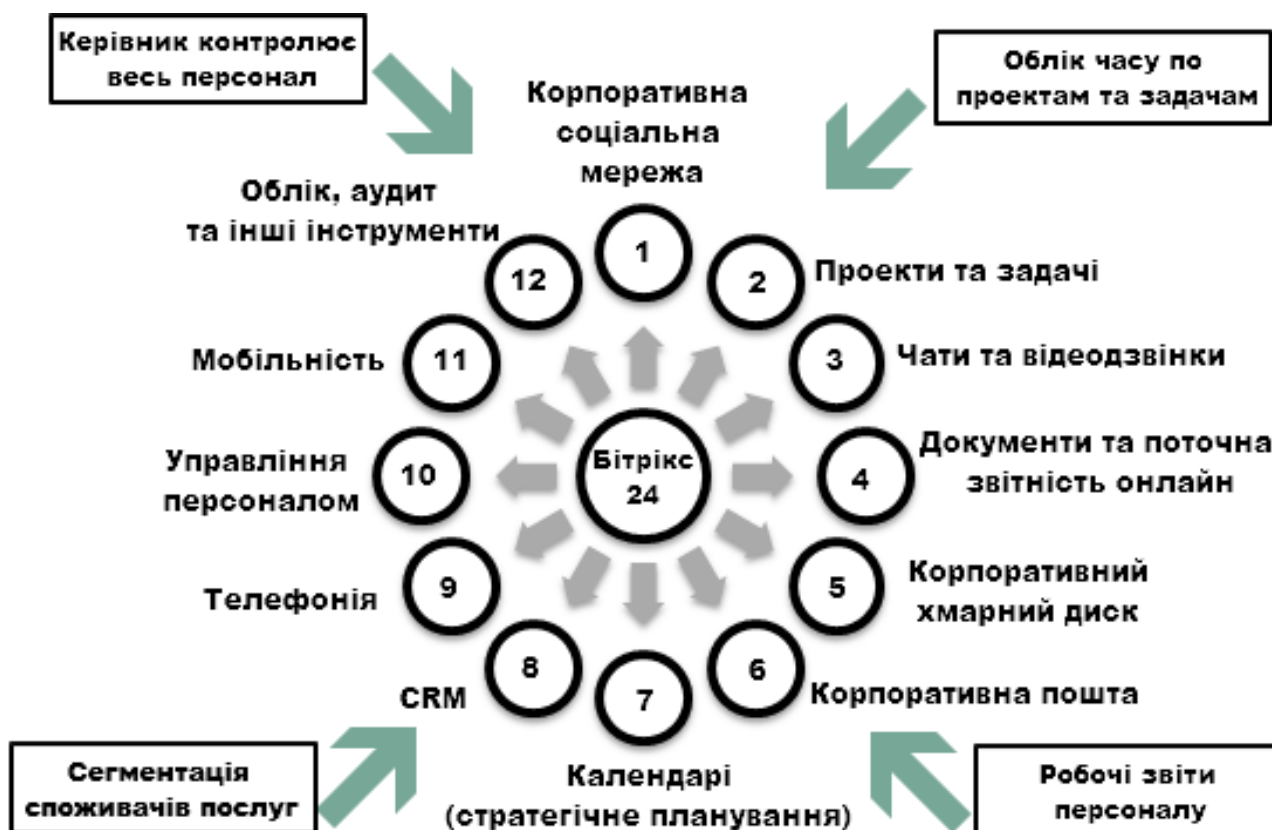 Керівник контролює
весь персонал
Облік часу по
проектам та задачам
Корпоративна
соціальна
мережа
1
Проекти та задачі
2
Чати та відеодзвінки
3
Документи та поточна
звітність онлайн
4
Корпоративний
хмарний диск
5
Корпоративна пошта
6
Календарі
(стратегічне планування)
7
CRM
8
Телефонія
9
Управління
персоналом
10
Мобільність
11
Облік, аудит
та інші інструменти
12
Бітрікс
24
Сегментація
споживачів послуг
Робочі звіти
персоналу